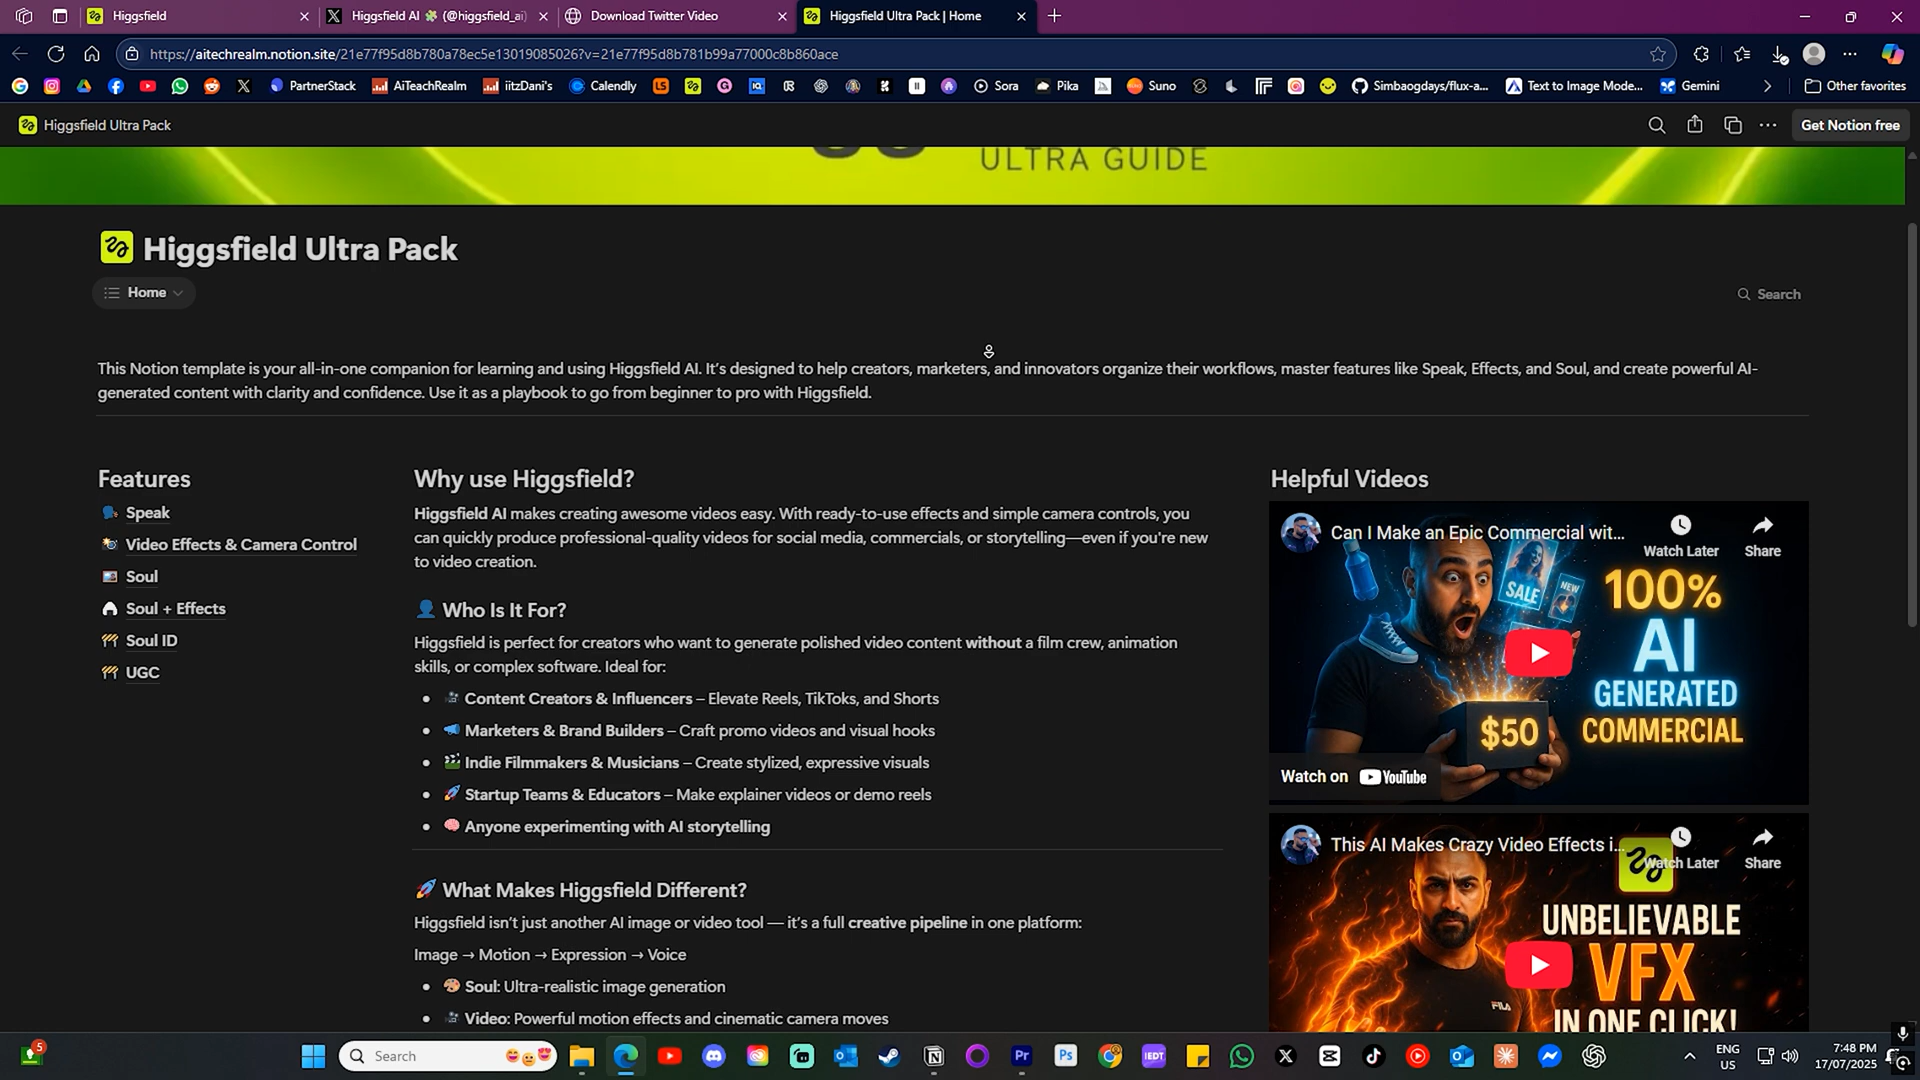 Higgsfield
Higgsfield AI 🧩 (@higgsfield_ai)
Download Twitter Video
Higgsfield Ultra Pack | Home
https://aitechrealm.notion.site/21e77f95d8b780a78ec5e13019085026?v=21e77f95d8b781b99a77000c8b860ace
PartnerStack
AiTeachRealm
iitzDani's
Calendly
Sora
Pika
Suno
Simbaogdays/flux-a...
Text to Image Mode...
Gemini
Other favorites
Higgsfield Ultra Pack
Get Notion free
ULTRA GUIDE
Higgsfield Ultra Pack
Home
Search
This Notion template is your all-in-one companion for learning and using Higgsfield AI. It's designed to help creators, marketers, and innovators organize their workflows, master features like Speak, Effects, and Soul, and create powerful AI-
generated content with clarity and confidence. Use it as a playbook to go from beginner to pro with Higgsfield.
Features
Speak
Video Effects & Camera Control
Soul
Soul + Effects
Soul ID
UGC
Why use Higgsfield?
Higgsfield AI makes creating awesome videos easy. With ready-to-use effects and simple camera controls, you
can quickly produce professional-quality videos for social media, commercials, or storytelling—even if you're new
to video creation.
👤 Who Is It For?
Higgsfield is perfect for creators who want to generate polished video content without a film crew, animation
skills, or complex software. Ideal for:
• 🎥 Content Creators & Influencers – Elevate Reels, TikToks, and Shorts
• 📣 Marketers & Brand Builders – Craft promo videos and visual hooks
• 🎬 Indie Filmmakers & Musicians – Create stylized, expressive visuals
• 🚀 Startup Teams & Educators – Make explainer videos or demo reels
• 🧠 Anyone experimenting with AI storytelling
🚀 What Makes Higgsfield Different?
Higgsfield isn't just another AI image or video tool — it's a full creative pipeline in one platform:
Image → Motion → Expression → Voice
• 🎨 Soul: Ultra-realistic image generation
• 🎥 Video: Powerful motion effects and cinematic camera moves
Helpful Videos
Can I Make an Epic Commercial wit...
Watch Later
Share
SALE
NEW
100%
AI
GENERATED
COMMERCIAL
$50
Watch on YouTube
This AI Makes Crazy Video Effects i...
Watch Later
Share
UNBELIEVABLE
VFX
IN ONE CLICK!
FILA
5
Search
Pr
Ps
IEDT
ENG
US
7:48 PM
17/07/2025